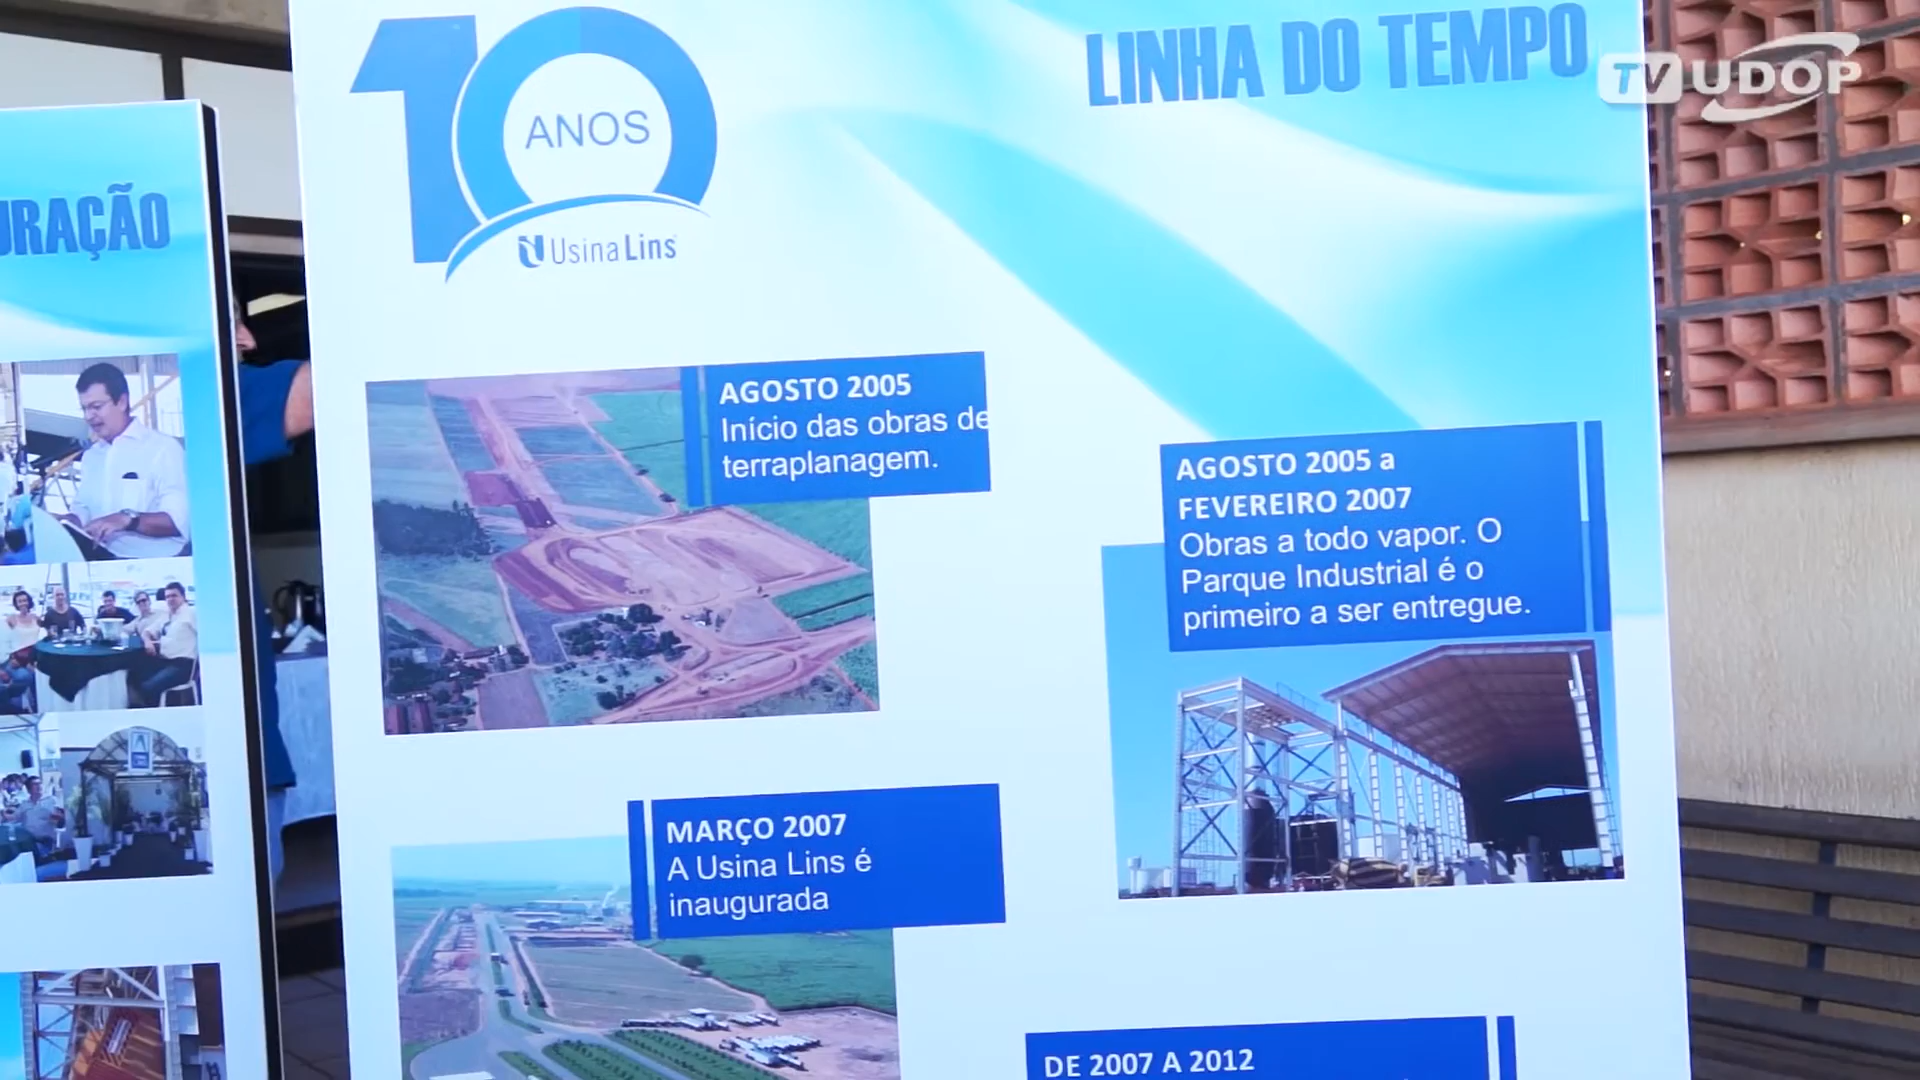 10
ANOS
Usina Lins
LINHA DO TEMPO
TV UDOP
URAÇÃO
AGOSTO 2005
Início das obras de
terraplanagem.
AGOSTO 2005 a
FEVEREIRO 2007
Obras a todo vapor. O
Parque Industrial é o
primeiro a ser entregue.
MARÇO 2007
A Usina Lins é
inaugurada
DE 2007 A 2012